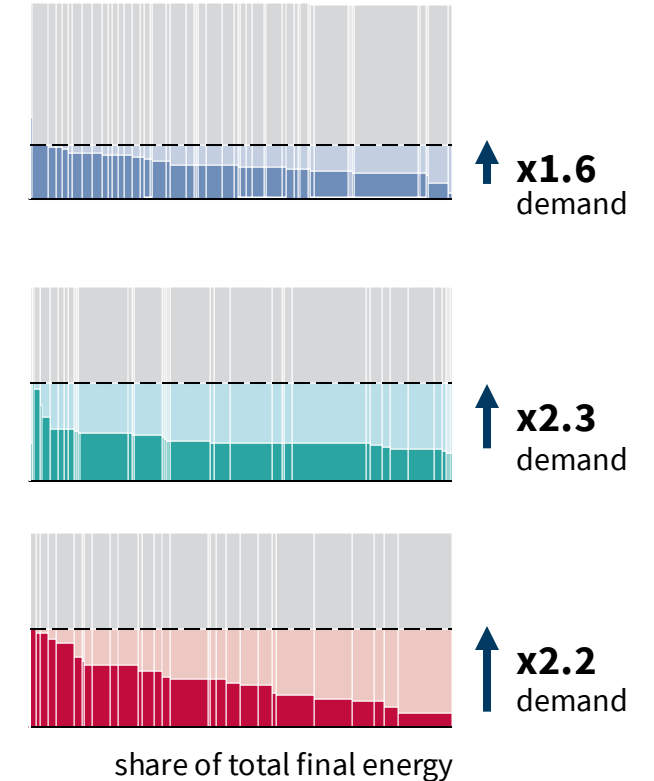 x1.6
demand
x2.3
demand
x2.2
demand
share of total final energy